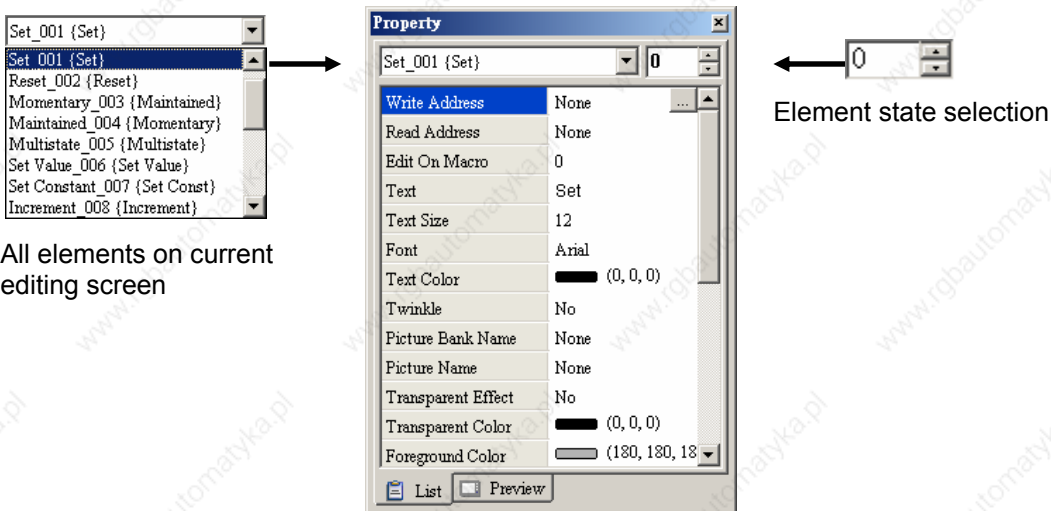 Set_001 {Set}
Set_001 {Set}
Reset_002 {Reset}
Momentary_003 {Maintained}
Maintained_004 {Momentary}
Multistate_005 {Multistate}
Set Value_006 {Set Value}
Set Constant_007 {Set Const}
Increment_008 {Increment}
All elements on current
editing screen
Property
Set_001 {Set} 0
Write Address None ...
Read Address None
Edit On Macro 0
Text Set
Text Size 12
Font Arial
Text Color (0, 0, 0)
Twinkle No
Picture Bank Name None
Picture Name None
Transparent Effect No
Transparent Color (0, 0, 0)
Foreground Color (180, 180, 18
List Preview
0
Element state selection
www.rgbautomatyka.pl